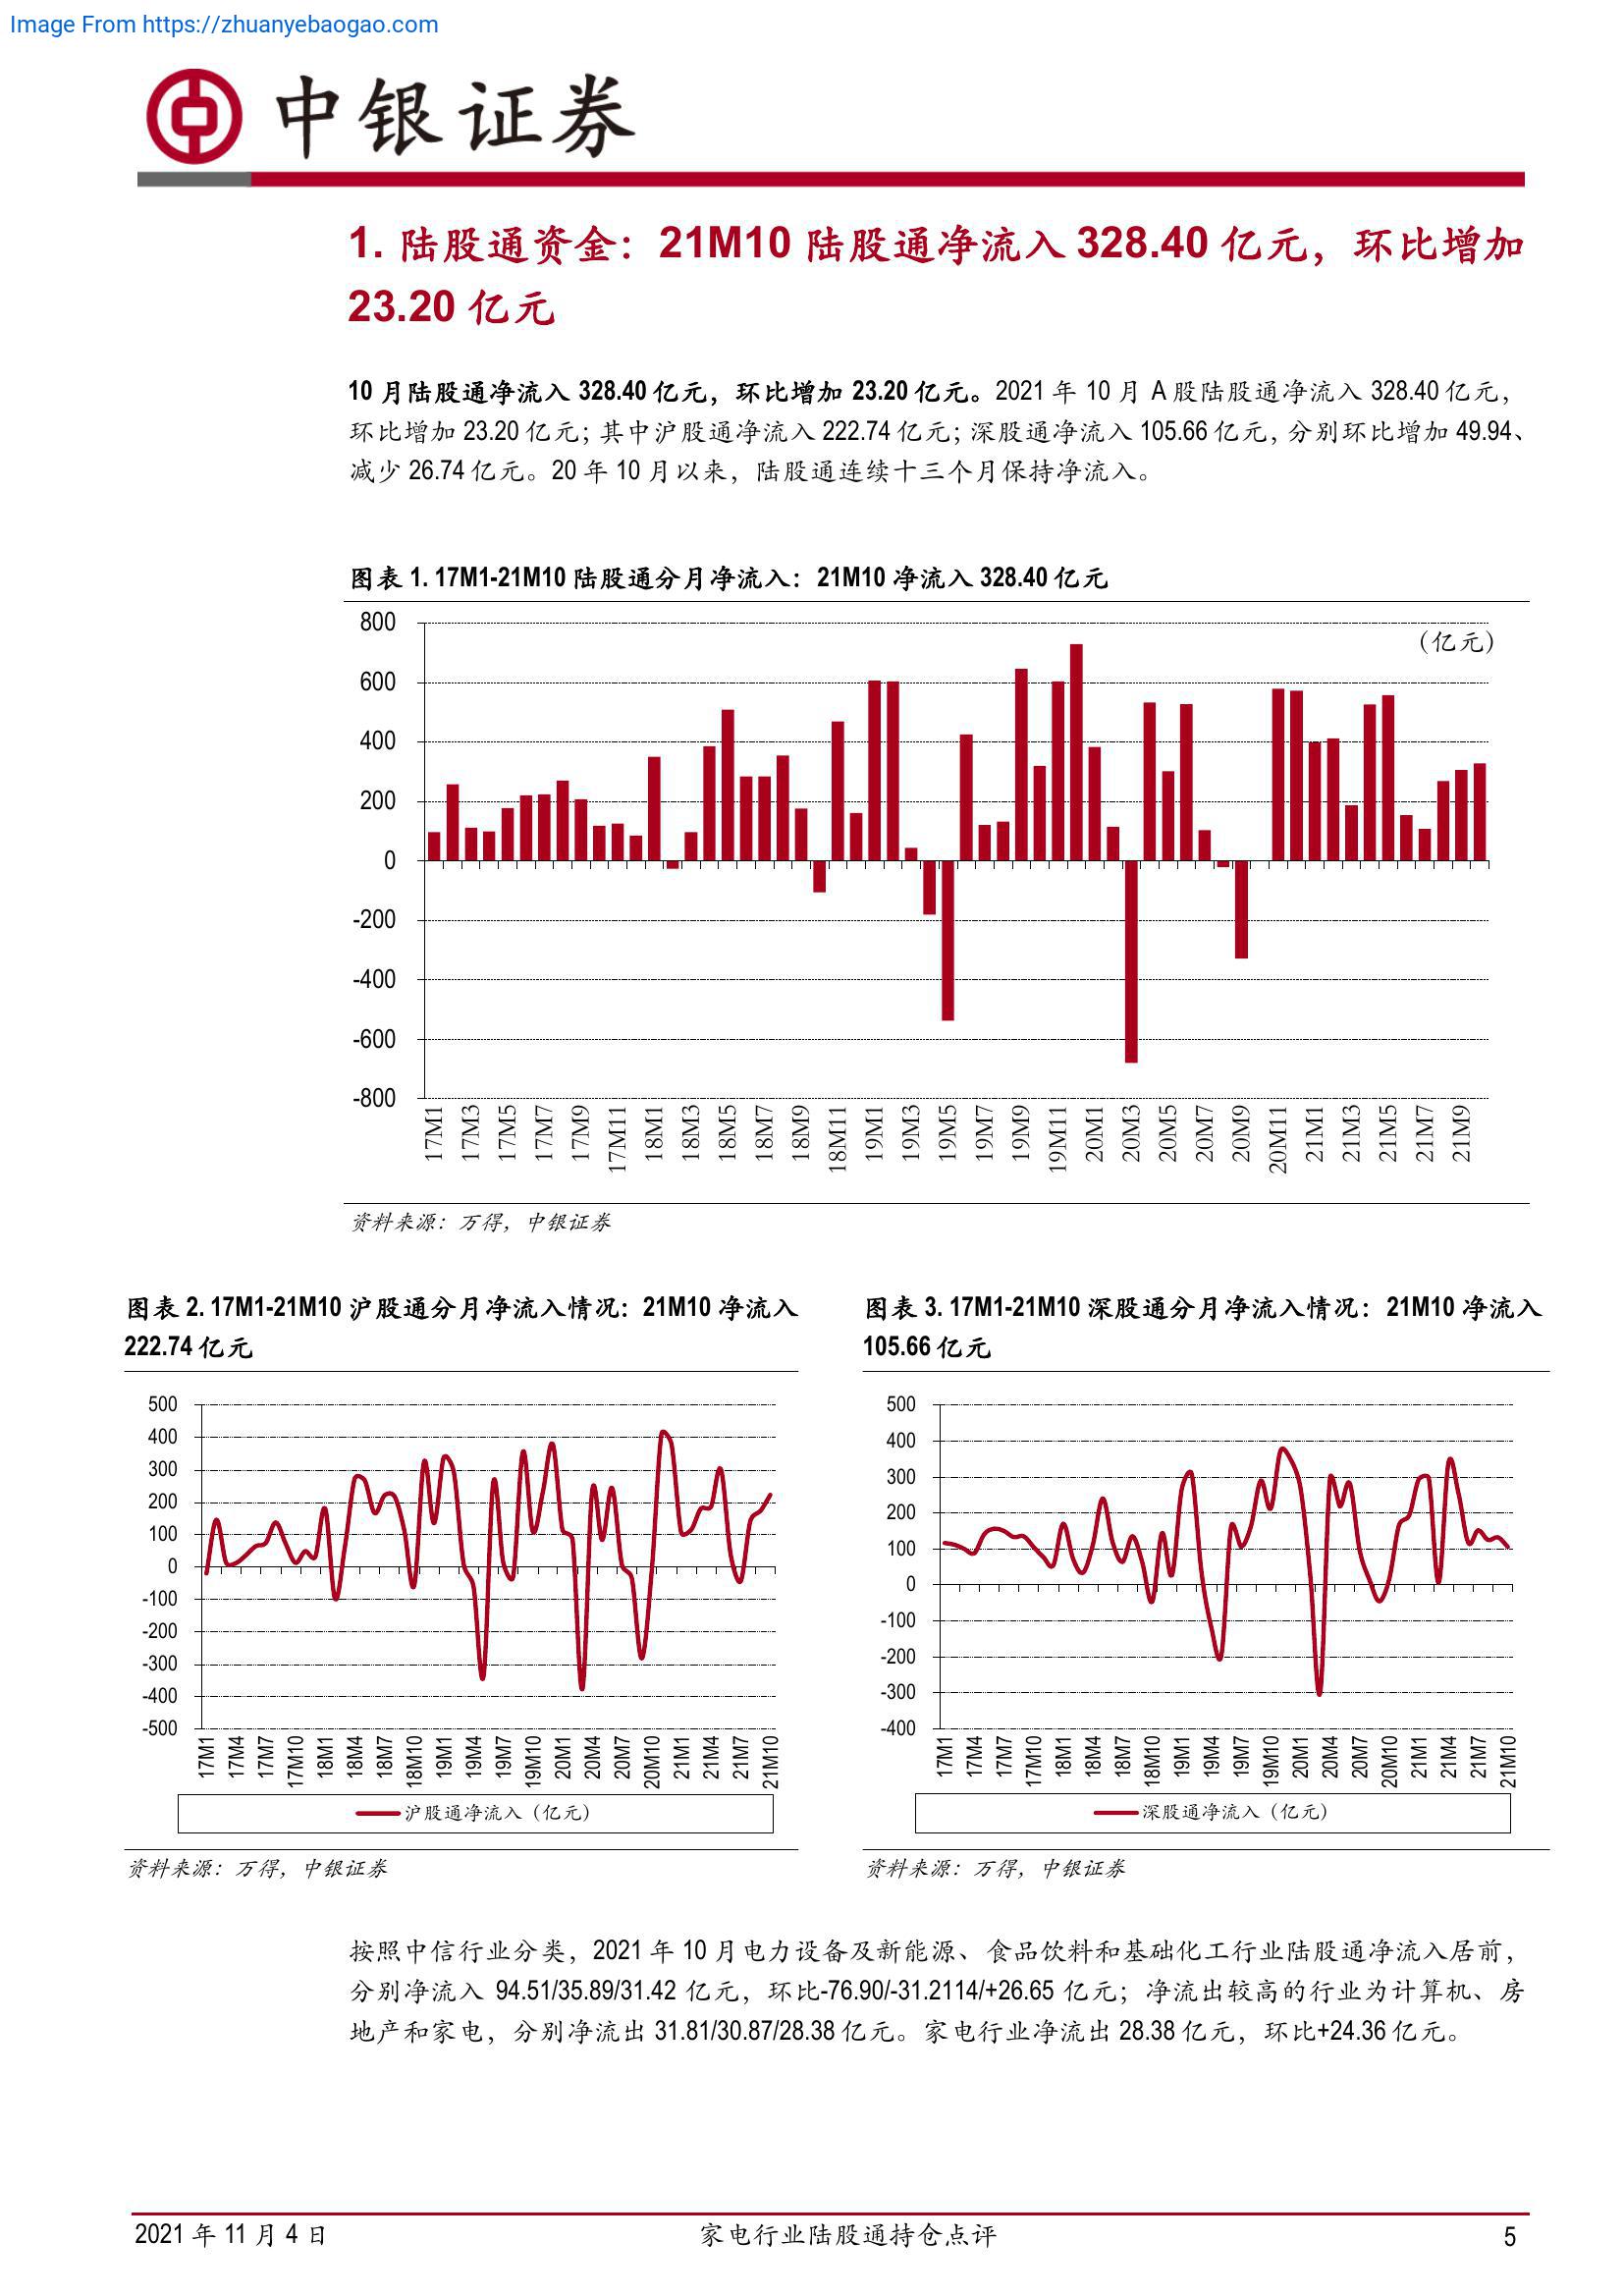 Image From https://zhuanyebaogao.com
中银证券
1. 陆股通资金：21M10 陆股通净流入 328.40 亿元，环比增加
23.20 亿元
10 月陆股通净流入 328.40 亿元，环比增加 23.20 亿元。2021 年 10 月 A 股陆股通净流入 328.40 亿元，
环比增加 23.20 亿元；其中沪股通净流入 222.74 亿元；深股通净流入 105.66 亿元，分别环比增加 49.94、
减少 26.74 亿元。20 年 10 月以来，陆股通连续十三个月保持净流入。
图表 1. 17M1-21M10 陆股通分月净流入：21M10 净流入 328.40 亿元
（亿元）
800
600
400
200
0
-200
-400
-600
-800
17M1 17M3 17M5 17M7 17M9 17M11 18M1 18M3 18M5 18M7 18M9 18M11 19M1 19M3 19M5 19M7 19M9 19M11 20M1 20M3 20M5 20M7 20M9 20M11 21M1 21M3 21M5 21M7 21M9
资料来源：万得，中银证券
图表 2. 17M1-21M10 沪股通分月净流入情况：21M10 净流入
222.74 亿元
500
400
300
200
100
0
-100
-200
-300
-400
-500
17M1 17M4 17M7 17M10 18M1 18M4 18M7 18M10 19M1 19M4 19M7 19M10 20M1 20M4 20M7 20M10 21M1 21M4 21M7 21M10
沪股通净流入（亿元）
资料来源：万得，中银证券
图表 3. 17M1-21M10 深股通分月净流入情况：21M10 净流入
105.66 亿元
500
400
300
200
100
0
-100
-200
-300
-400
17M1 17M4 17M7 17M10 18M1 18M4 18M7 18M10 19M1 19M4 19M7 19M10 20M1 20M4 20M7 20M10 21M1 21M4 21M7 21M10
深股通净流入（亿元）
资料来源：万得，中银证券
按照中信行业分类，2021 年 10 月电力设备及新能源、食品饮料和基础化工行业陆股通净流入居前，
分别净流入 94.51/35.89/31.42 亿元，环比-76.90/-31.2114/+26.65 亿元；净流出较高的行业为计算机、房
地产和家电，分别净流出 31.81/30.87/28.38 亿元。家电行业净流出 28.38 亿元，环比+24.36 亿元。
2021 年 11 月 4 日
家电行业陆股通持仓点评
5